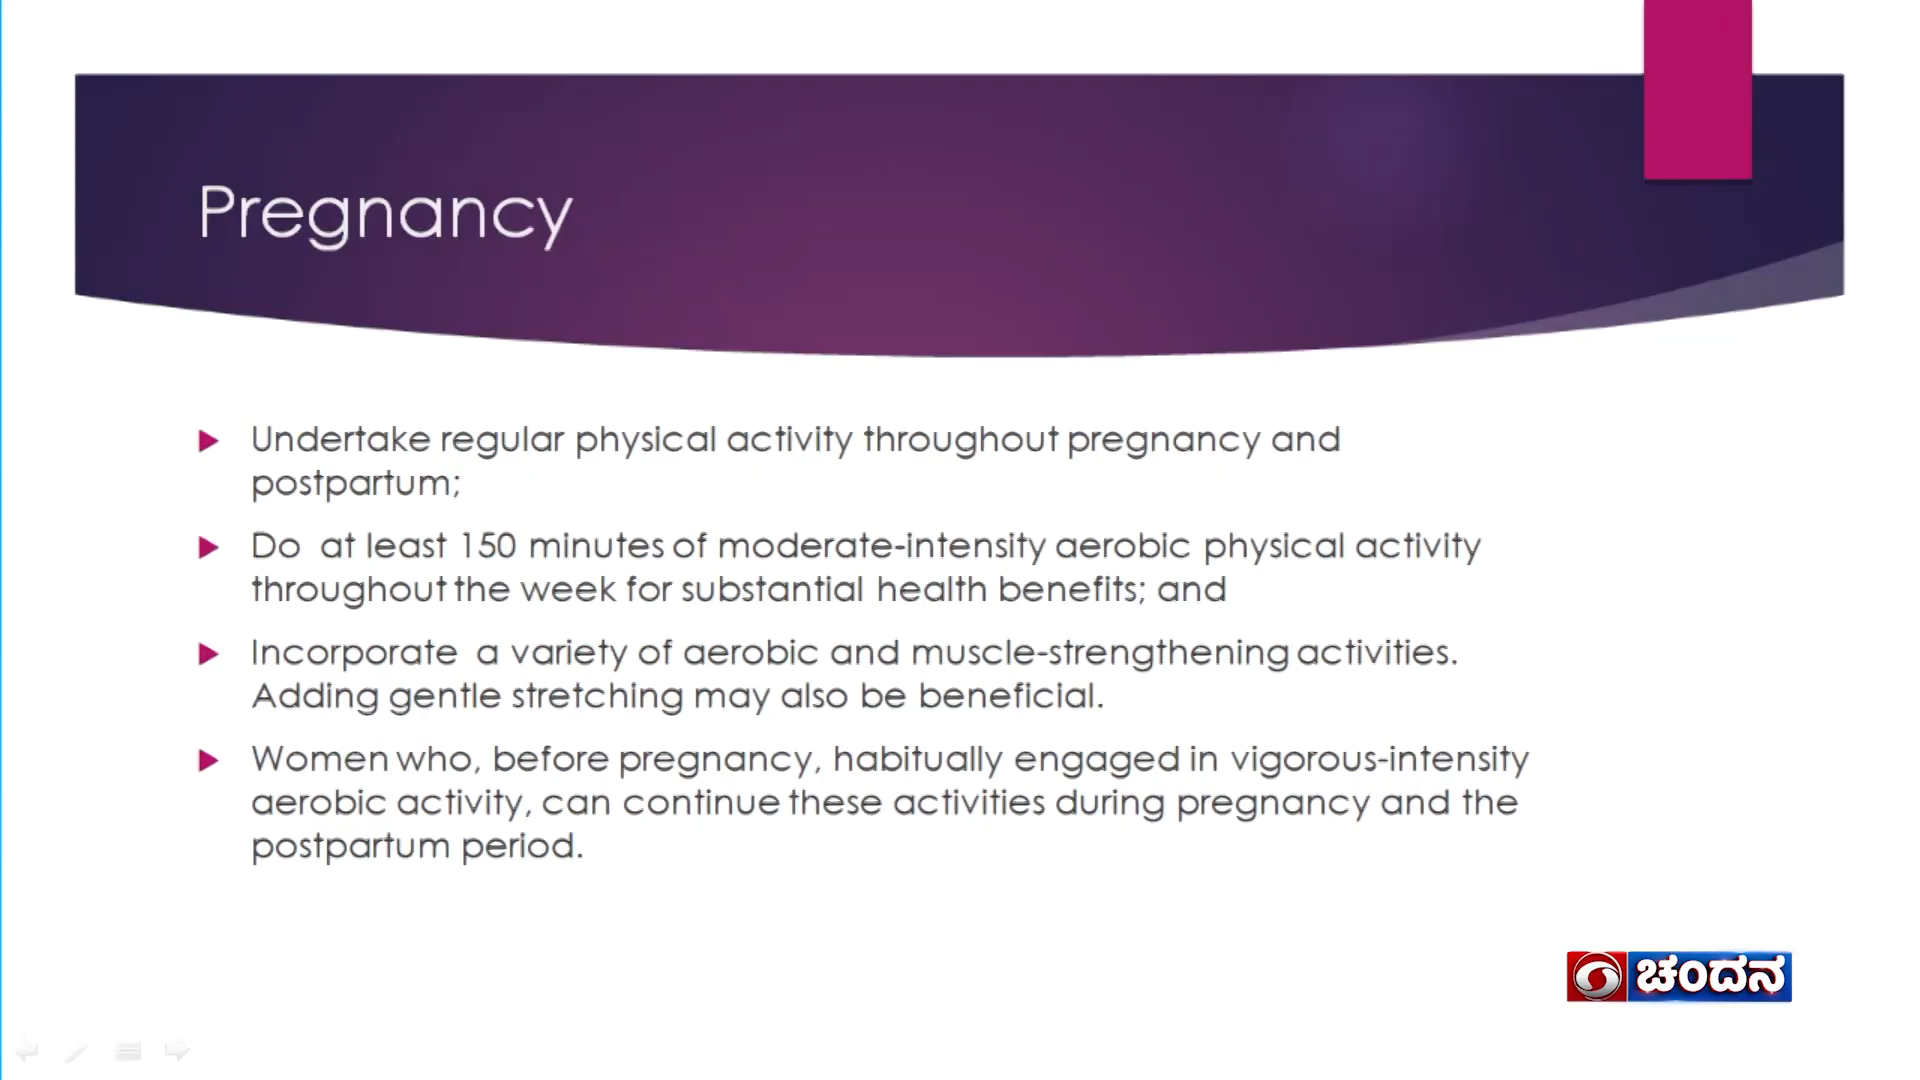 Pregnancy
Undertake regular physical activity throughout pregnancy and
postpartum;
Do at least 150 minutes of moderate-intensity aerobic physical activity
throughout the week for substantial health benefits; and
Incorporate a variety of aerobic and muscle-strengthening activities.
Adding gentle stretching may also be beneficial.
Women who, before pregnancy, habitually engaged in vigorous-intensity
aerobic activity, can continue these activities during pregnancy and the
postpartum period.
ಚಂದನ